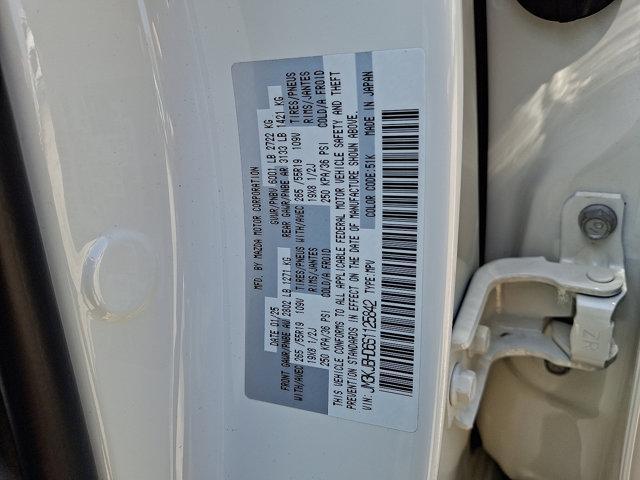 MFD. BY MAZDA MOTOR CORPORATION
DATE 01/25 GVWR/PNBV 6001 LB 2722 KG
FRONT GAWR/PNBE AV 2802 LB 1271 KG REAR GAWR/PNBE AR 3133 LB 1421 KG
WITH/AVEC 265 /55R19 109V TIRES/PNEUS WITH/AVEC 265 /55R19 109V TIRES/PNEUS
19X8 1/2J RIMS/JANTES 19X8 1/2J RIMS/JANTES
250 KPA/36 PSI COLD/A FROID 250 KPA/36 PSI COLD/A FROID
THIS VEHICLE CONFORMS TO ALL APPLICABLE FEDERAL MOTOR VEHICLE SAFETY AND THEFT
PREVENTION STANDARDS IN EFFECT ON THE DATE OF MANUFACTURE SHOWN ABOVE.
VIN: TYPE:MPV COLOR CODE:51K MADE IN JAPAN
ZR